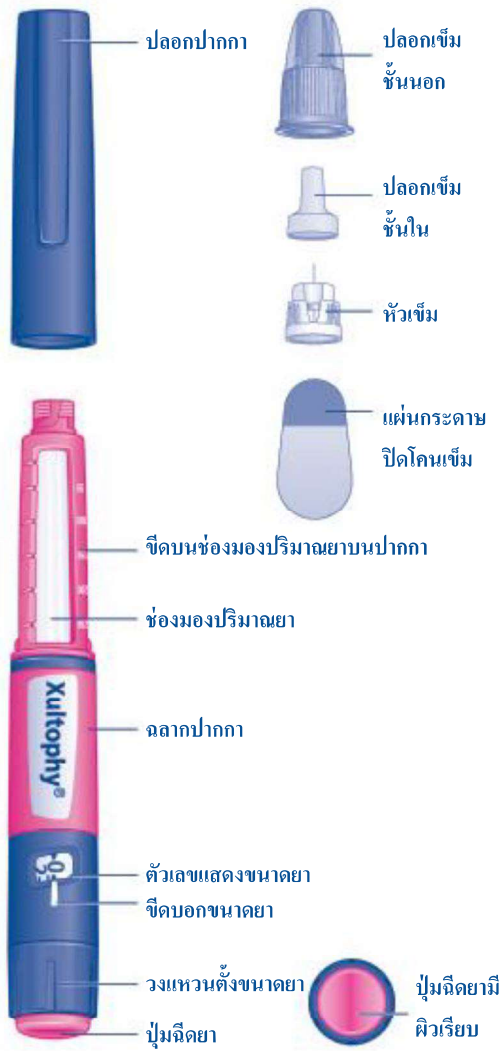 ปลอกปากกา
ปลอกเข็ม
ชั้นนอก
ปลอกเข็ม
ชั้นใน
หัวเข็ม
แผ่นกระดาษ
ปิดโคนเข็ม
ขีดบนช่องมองปริมาณยาบนปากกา
ช่องมองปริมาณยา
ฉลากปากกา
Xultophy®
ตัวเลขแสดงขนาดยา
0
2
ขีดบอกขนาดยา
วงแหวนตั้งขนาดยา
ปุ่มฉีดยา
ปุ่มฉีดยามี
ผิวเรียบ